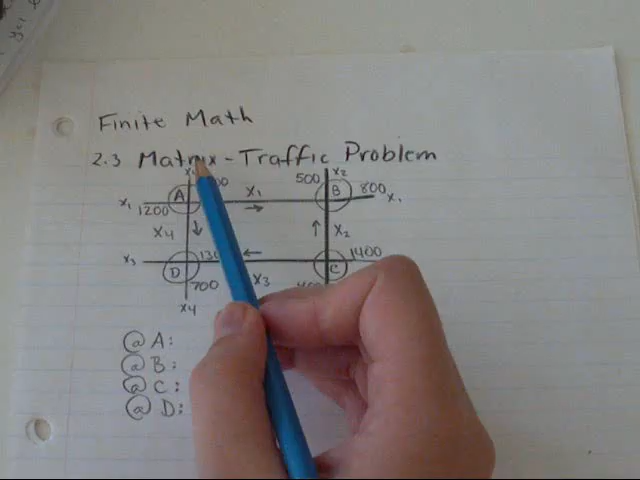 Finite Math
2.3 Matrix - Traffic Problem
500 x₂
A x₁ B 800
x₁ 1200 x₁
x₄ x₂
x₃ 1400
D C
700 x₃
x₄
@ A:
@ B:
@ C:
@ D: